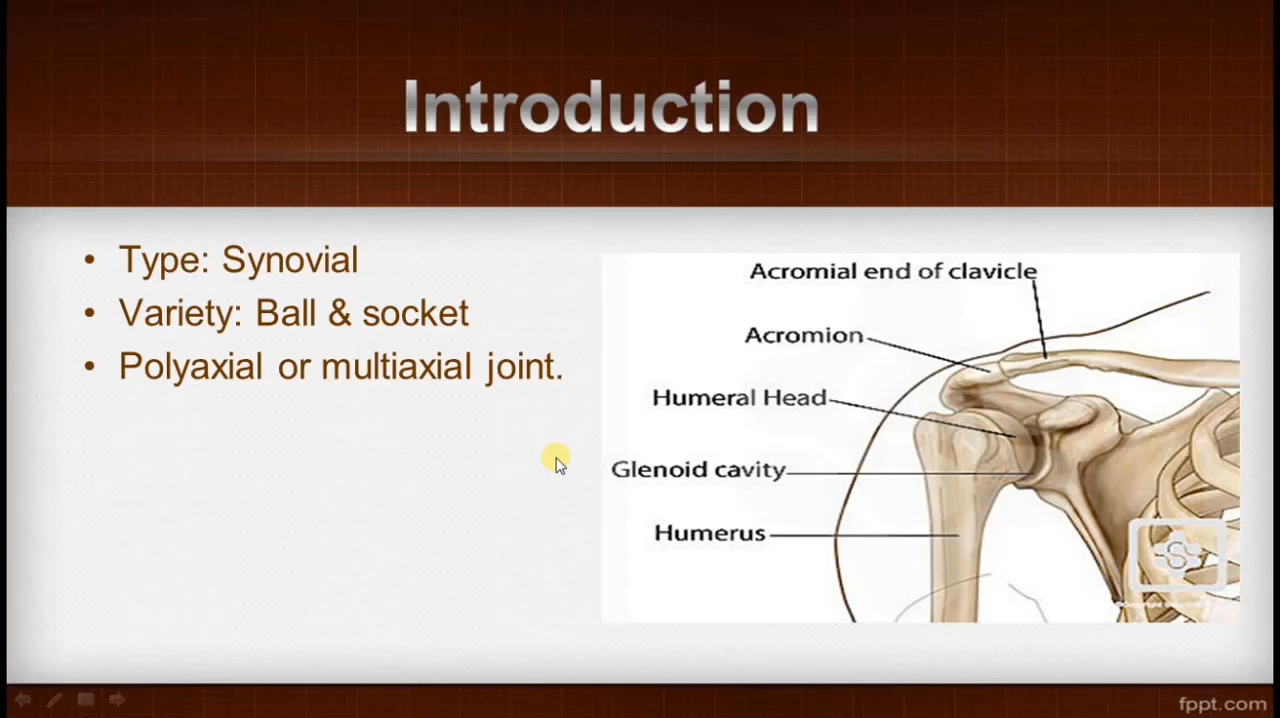 Introduction
• Type: Synovial
• Variety: Ball & socket
• Polyaxial or multiaxial joint.
Acromial end of clavicle
Acromion
Humeral Head
Glenoid cavity
Humerus
S
fppt.com